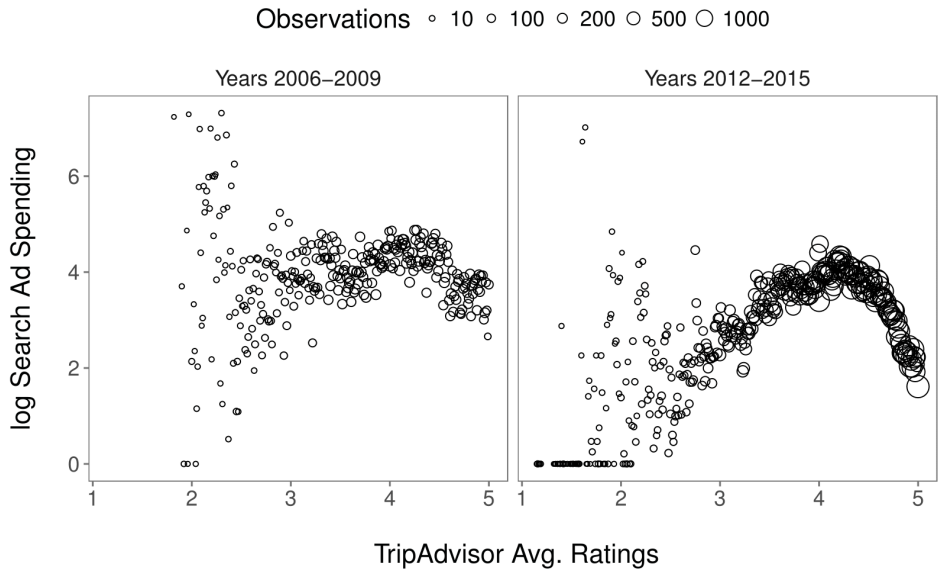 Observations 10 100 200 500 1000
Years 2006–2009 Years 2012–2015
log Search Ad Spending
6
4
2
0
1 2 3 4 5 1 2 3 4 5
TripAdvisor Avg. Ratings